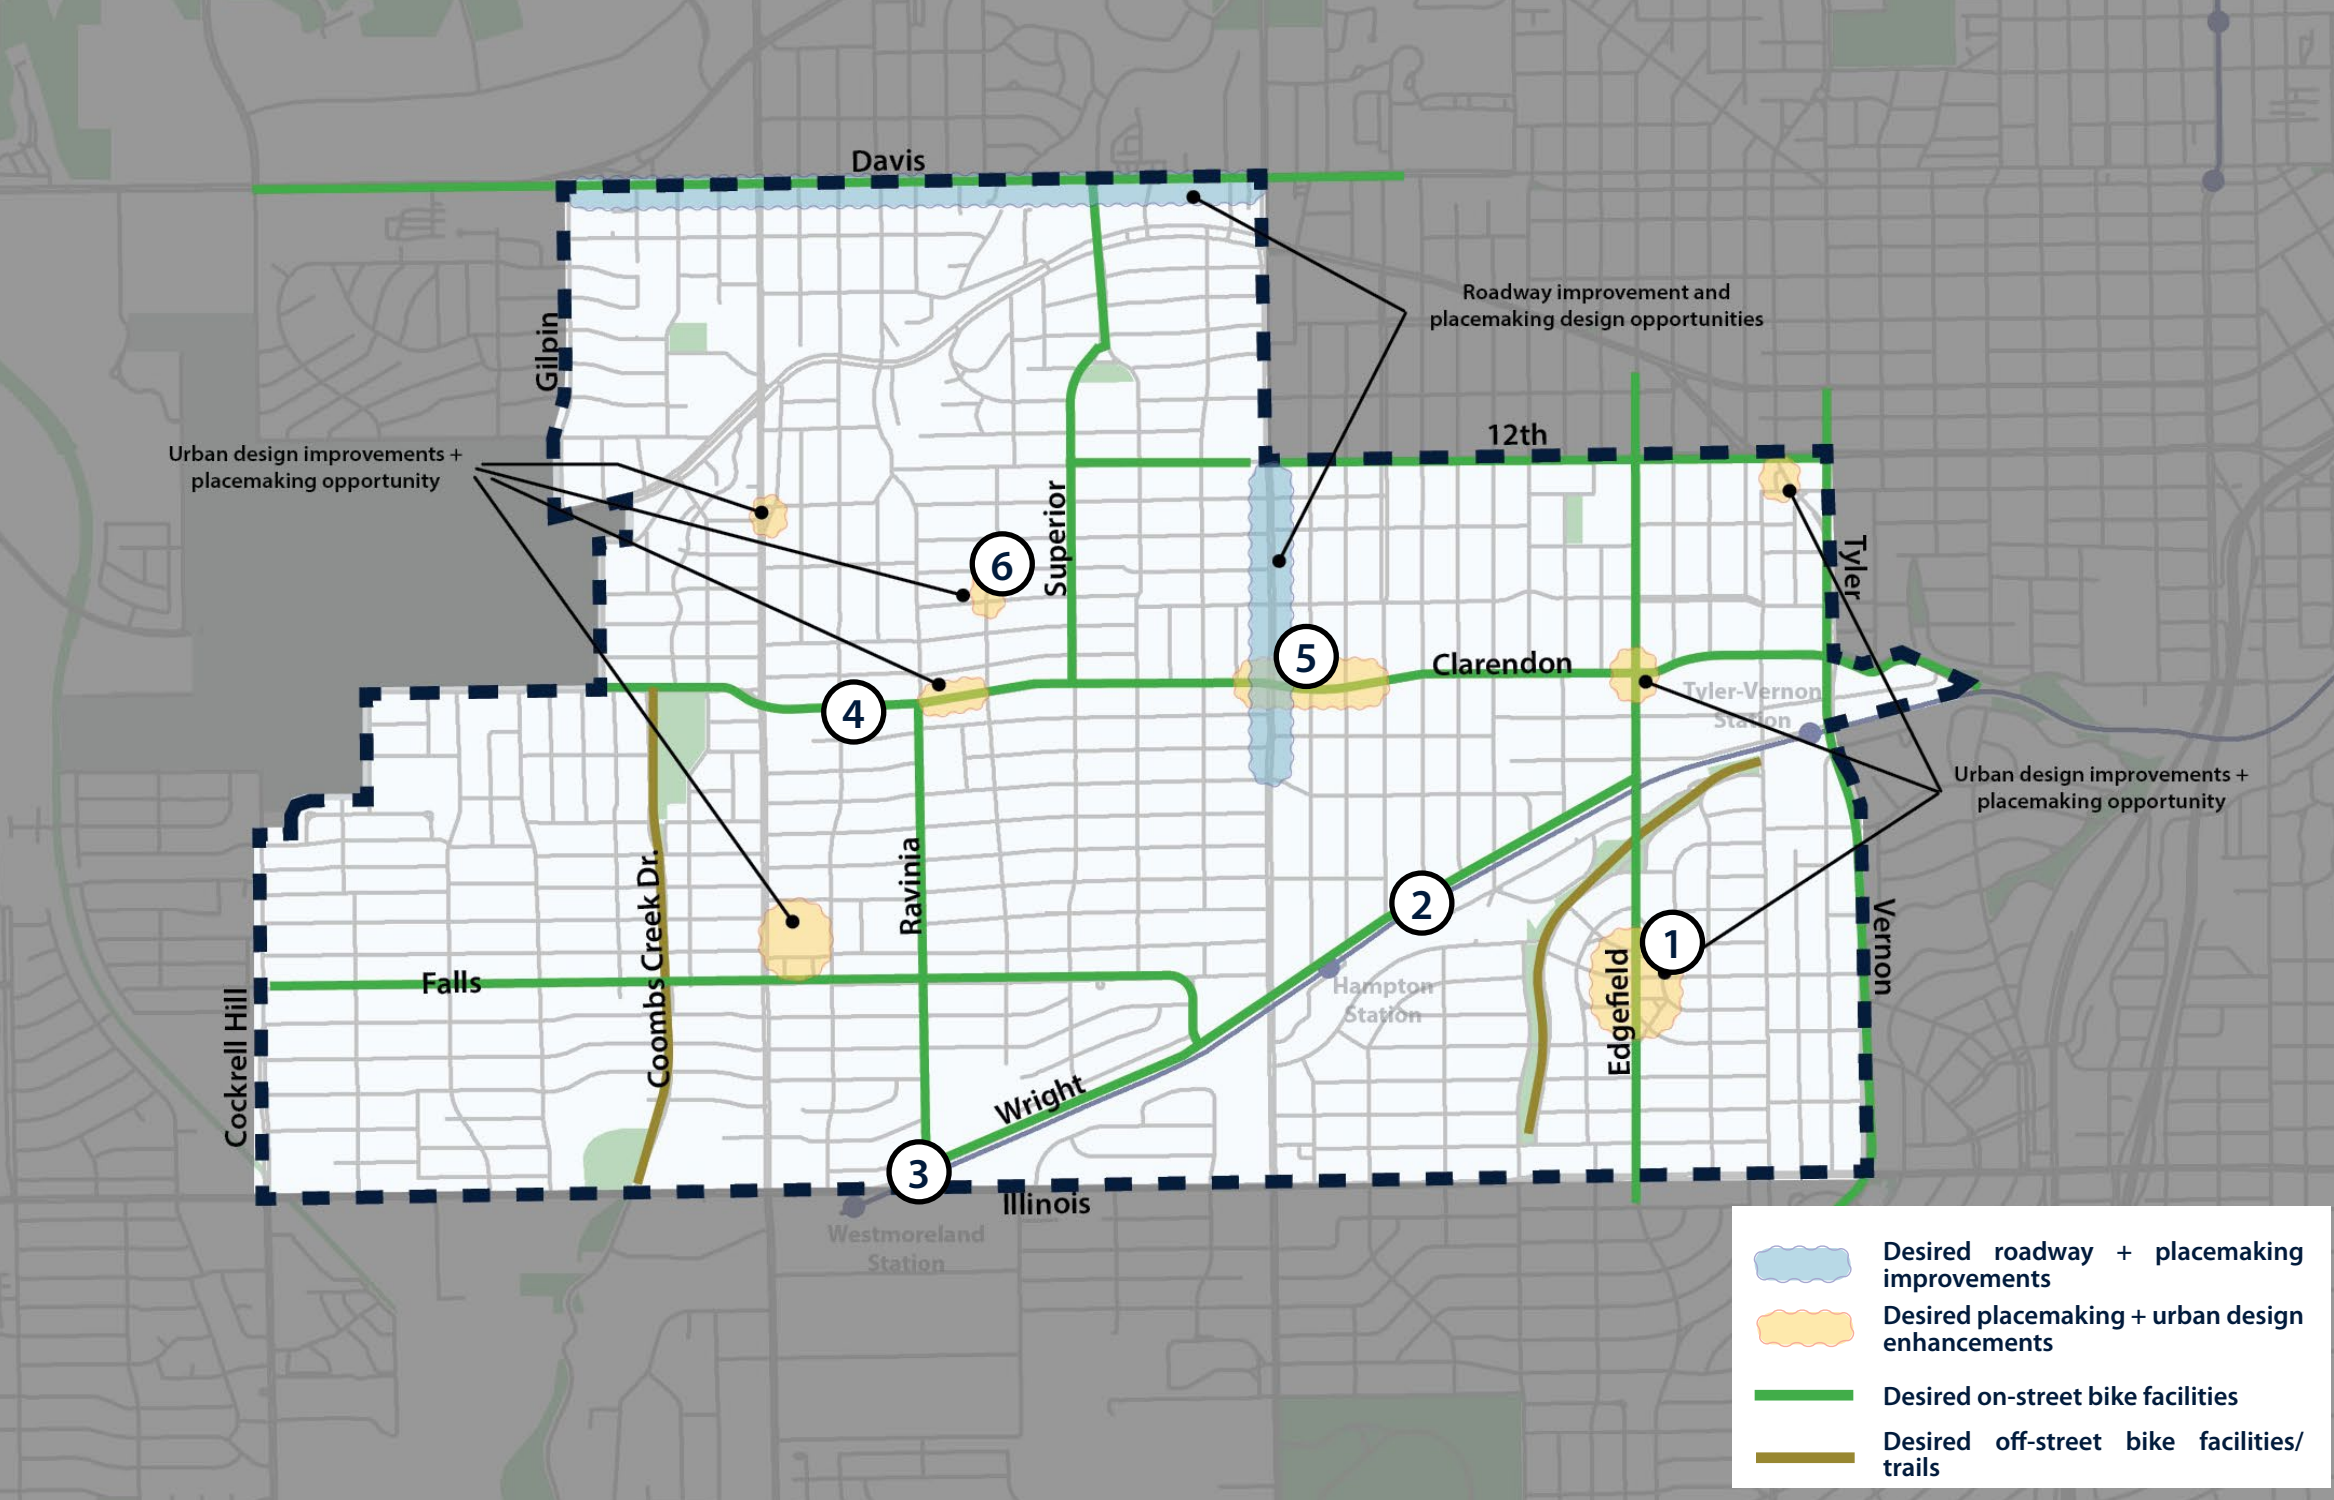 Davis
Roadway improvement and
placemaking design opportunities
Gilpin
12th
Urban design improvements +
placemaking opportunity
Superior
Tyler
6
5
Clarendon
4
Tyler-Vernon
Station
Urban design improvements +
placemaking opportunity
Ravinia
Coombs Creek Dr.
2
1
Vernon
Falls
Hampton
Station
Edgefield
Cockrell Hill
Wright
3
Illinois
Westmoreland
Station
Desired roadway + placemaking
improvements
Desired placemaking + urban design
enhancements
Desired on-street bike facilities
Desired off-street bike facilities/
trails